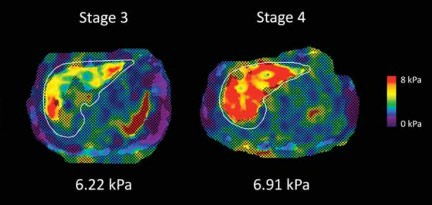 Stage 3
Stage 4
8 kPa
0 kPa
6.22 kPa
6.91 kPa